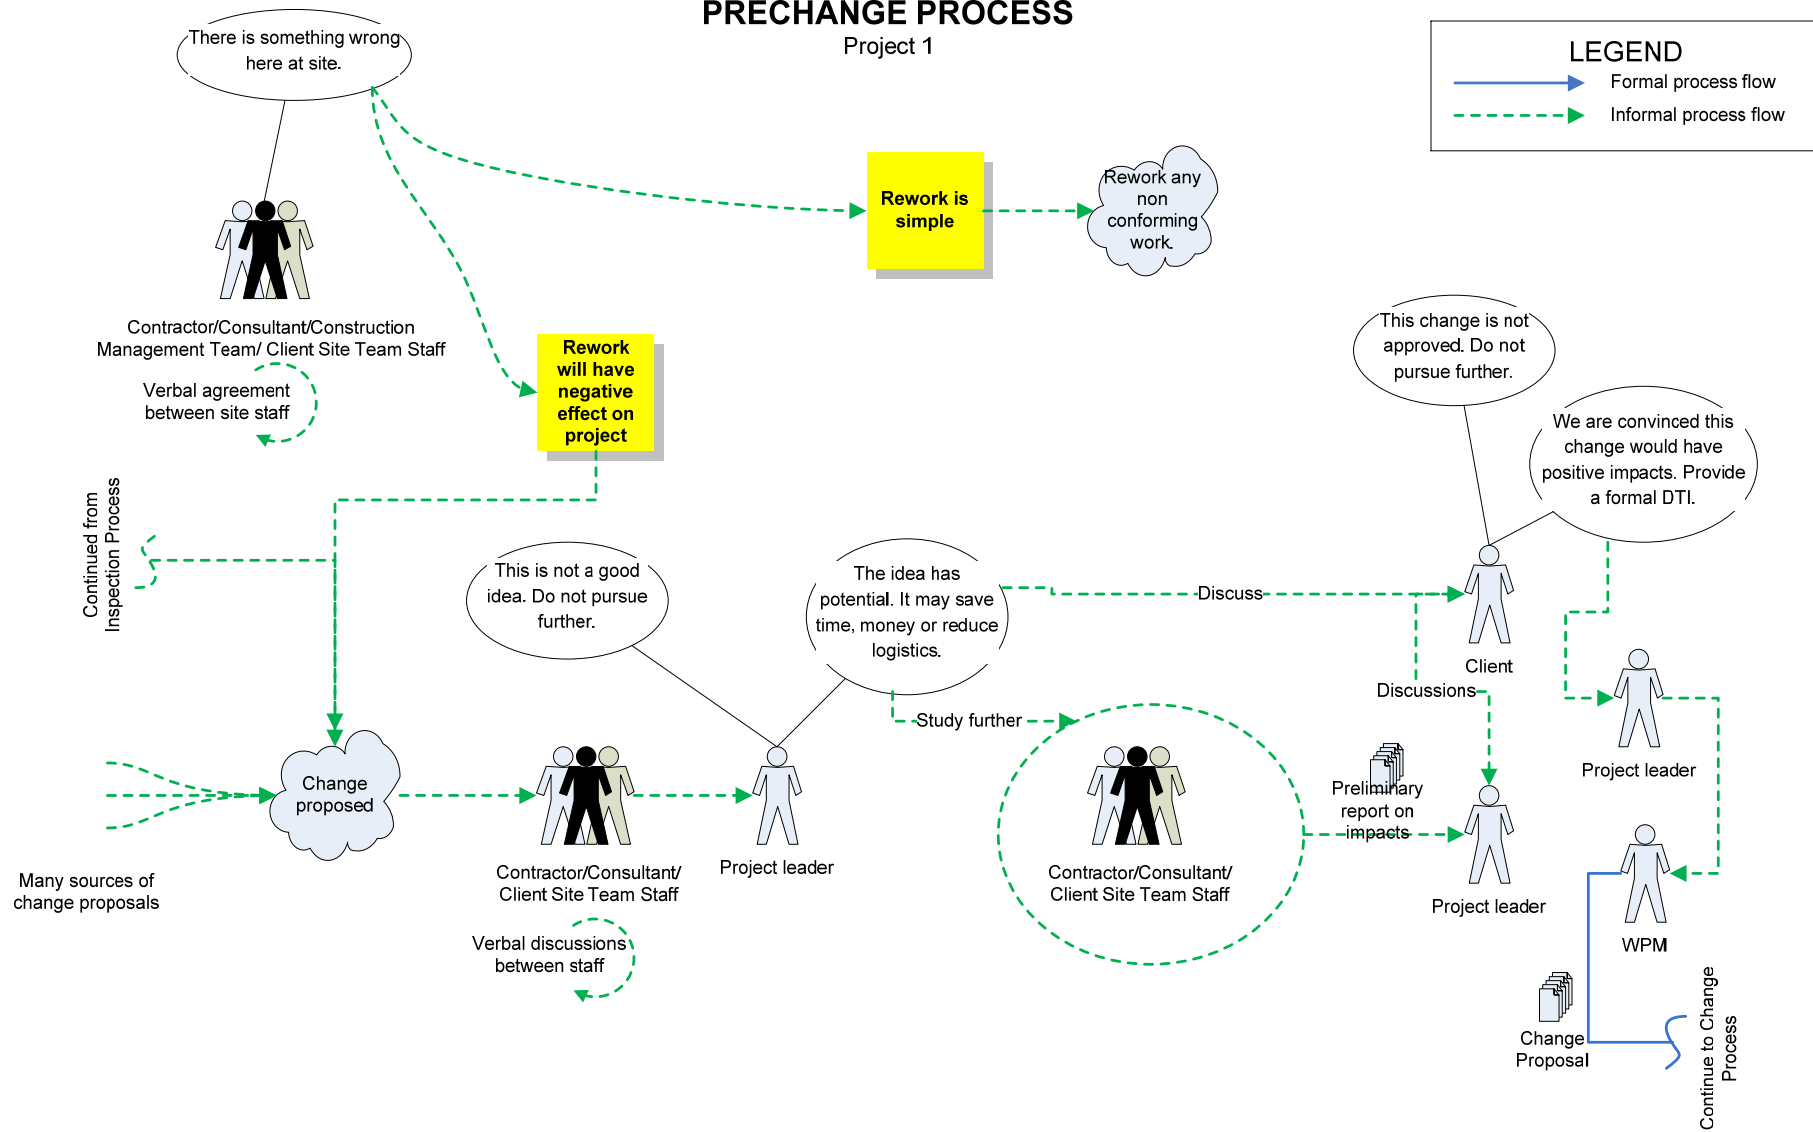 PRECHANGE PROCESS
Project 1
LEGEND
Formal process flow
Informal process flow
There is something wrong
here at site.
Rework is
simple
Rework any
non
conforming
work.
Contractor/Consultant/Construction
Management Team/ Client Site Team Staff
Verbal agreement
between site staff
Rework
will have
negative
effect on
project
This change is not
approved. Do not
pursue further.
We are convinced this
change would have
positive impacts. Provide
a formal DTI.
Continued from
Inspection Process
This is not a good
idea. Do not pursue
further.
The idea has
potential. It may save
time, money or reduce
logistics.
Discuss
Client
Discussions
Study further
Project leader
Change
proposed
Preliminary
report on
impacts
Many sources of
change proposals
Contractor/Consultant/
Client Site Team Staff
Project leader
Contractor/Consultant/
Client Site Team Staff
Project leader
Verbal discussions
between staff
WPM
Change
Proposal
Continue to Change
Process